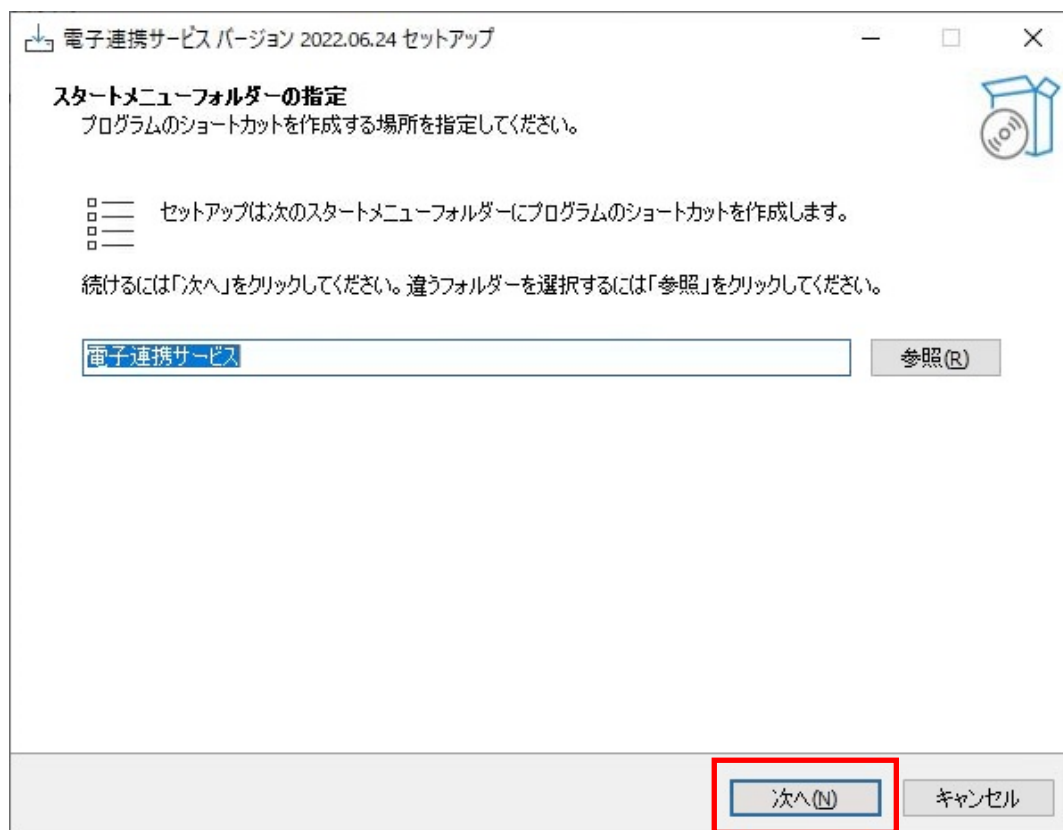 電子連携サービス バージョン 2022.06.24 セットアップ
スタートメニューフォルダーの指定
プログラムのショートカットを作成する場所を指定してください。
セットアップは次のスタートメニューフォルダーにプログラムのショートカットを作成します。
続けるには「次へ」をクリックしてください。違うフォルダーを選択するには「参照」をクリックしてください。
電子連携サービス
参照(R)
次へ(N)
キャンセル